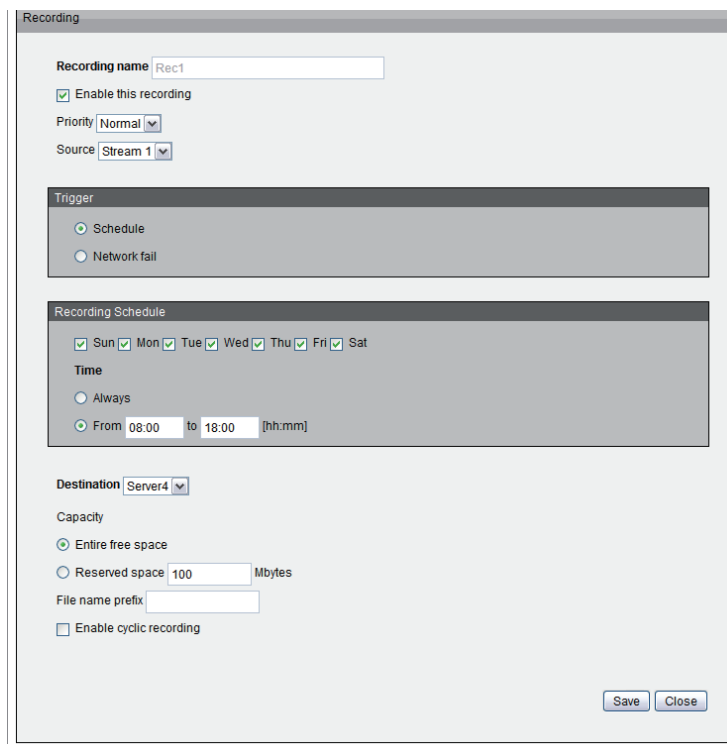 Recording
Recording name Rec1
Enable this recording
Priority Normal
Source Stream 1
Trigger
Schedule
Network fail
Recording Schedule
Sun Mon Tue Wed Thu Fri Sat
Time
Always
From 08:00 to 18:00 [hh:mm]
Destination Server4
Capacity
Entire free space
Reserved space 100 Mbytes
File name prefix
Enable cyclic recording
Save Close